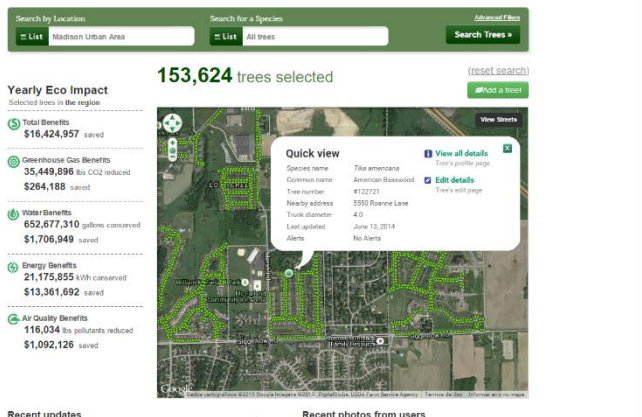 Search by Location
Search for a Species
Advanced Filters
List
Madison Urban Area
List
All trees
Search Trees »
153,624 trees selected
(reset search)
Add a tree!
Yearly Eco Impact
Selected trees in the region
Total Benefits
$16,424,957 saved
Greenhouse Gas Benefits
35,449,896 lbs CO2 reduced
$264,188 saved
Water Benefits
652,677,310 gallons conserved
$1,706,949 saved
Energy Benefits
21,175,855 kWh conserved
$13,361,692 saved
Air Quality Benefits
116,034 lbs pollutants reduced
$1,092,126 saved
View Streets
Quick view
Species name Tilia americana
Common name American Basswood
Tree number #122721
Nearby address 5550 Roanne Lane
Trunk diameter 4.0
Last updated June 13, 2014
Alerts No Alerts
View all details
Tree's profile page
Edit details
Tree's edit page
Google
Termos de Uso
Informar erro no mapa
Recent updates
Recent photos from users